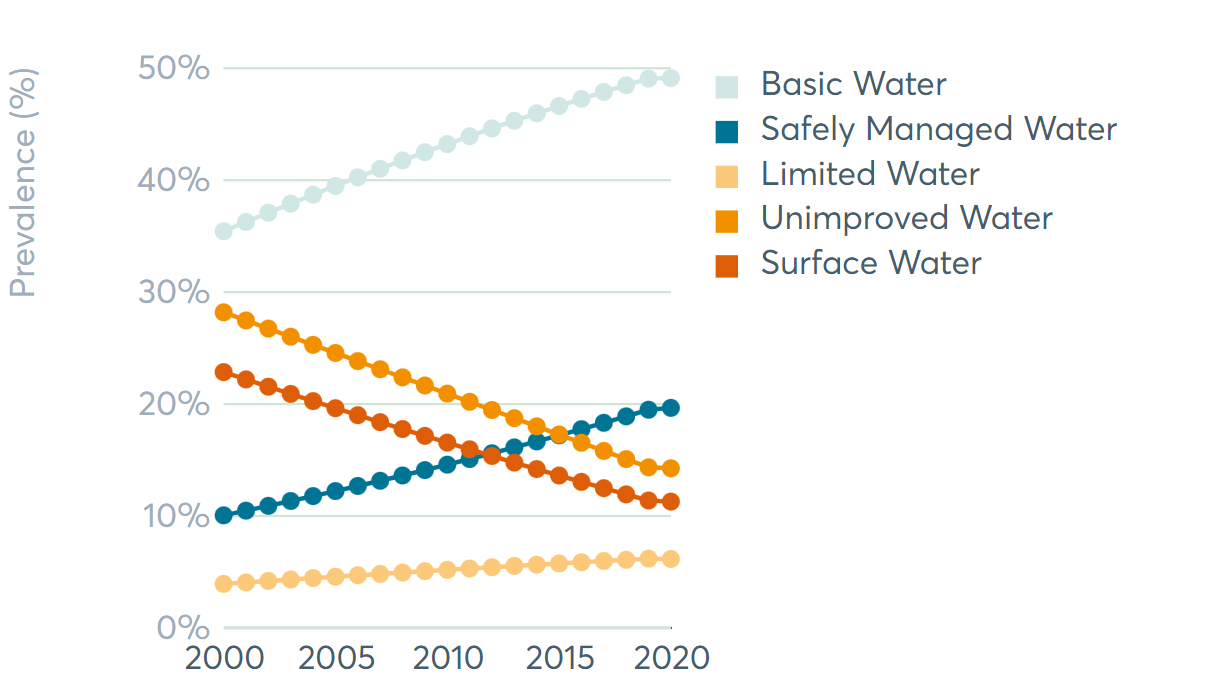 Prevalence (%)
50%
40%
30%
20%
10%
0%
2000 2005 2010 2015 2020
Basic Water
Safely Managed Water
Limited Water
Unimproved Water
Surface Water